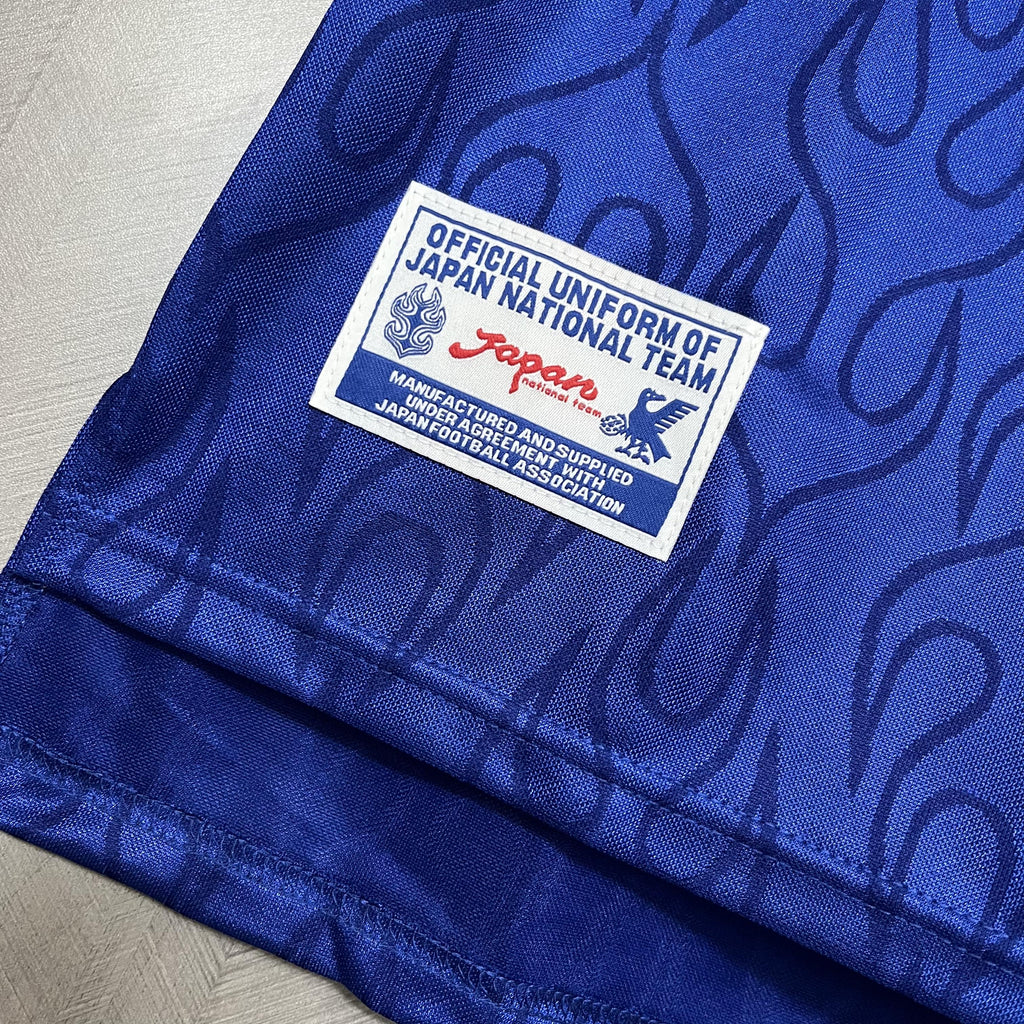 OFFICIAL UNIFORM OF
JAPAN NATIONAL TEAM
Japan
national team
MANUFACTURED AND SUPPLIED
UNDER AGREEMENT WITH
JAPAN FOOTBALL ASSOCIATION